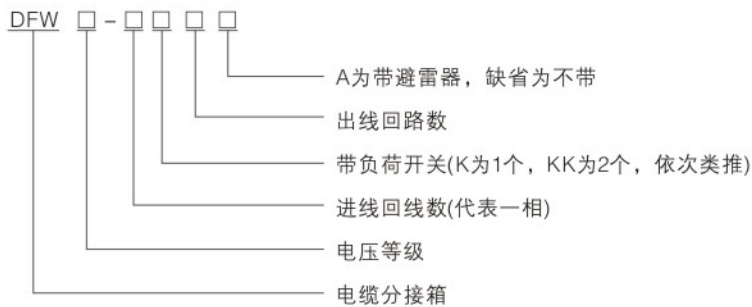 DFW □-□□□□
A为带避雷器，缺省为不带
出线回路数
带负荷开关(K为1个，KK为2个，依次类推)
进线回线数(代表一相)
电压等级
电缆分接箱